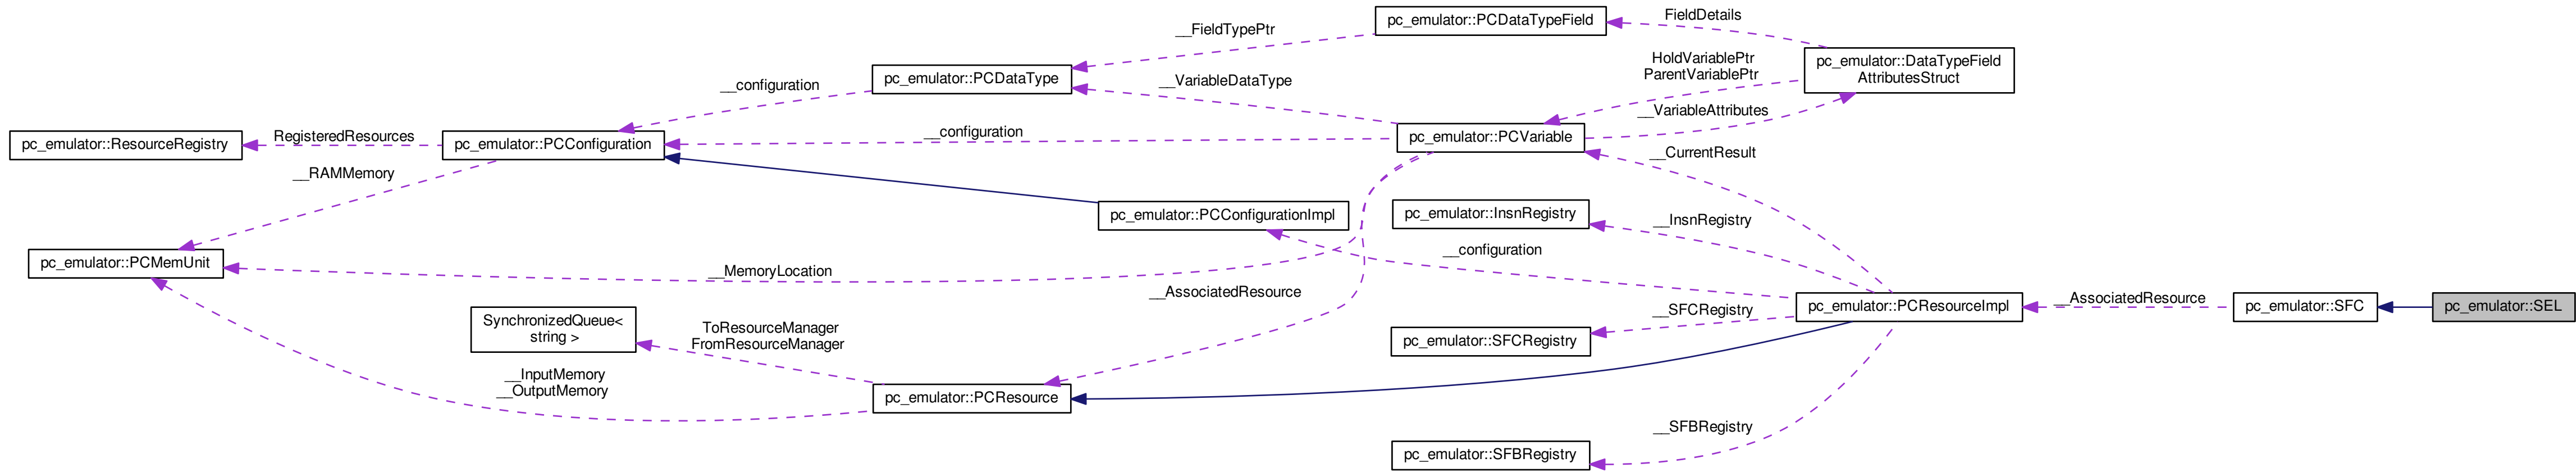 pc_emulator::PCDataTypeField
FieldDetails
__FieldTypePtr
HoldVariablePtr
ParentVariablePtr
pc_emulator::DataTypeField
AttributesStruct
pc_emulator::PCDataType
__configuration
__VariableDataType
__VariableAttributes
pc_emulator::ResourceRegistry
RegisteredResources
pc_emulator::PCConfiguration
__configuration
pc_emulator::PCVariable
__CurrentResult
__RAMMemory
pc_emulator::PCConfigurationImpl
pc_emulator::InsnRegistry
__InsnRegistry
__configuration
pc_emulator::PCMemUnit
__MemoryLocation
__AssociatedResource
pc_emulator::PCResourceImpl
__AssociatedResource
pc_emulator::SFC
pc_emulator::SEL
SynchronizedQueue<
string >
ToResourceManager
FromResourceManager
__SFCRegistry
pc_emulator::SFCRegistry
__InputMemory
__OutputMemory
pc_emulator::PCResource
__SFBRegistry
pc_emulator::SFBRegistry